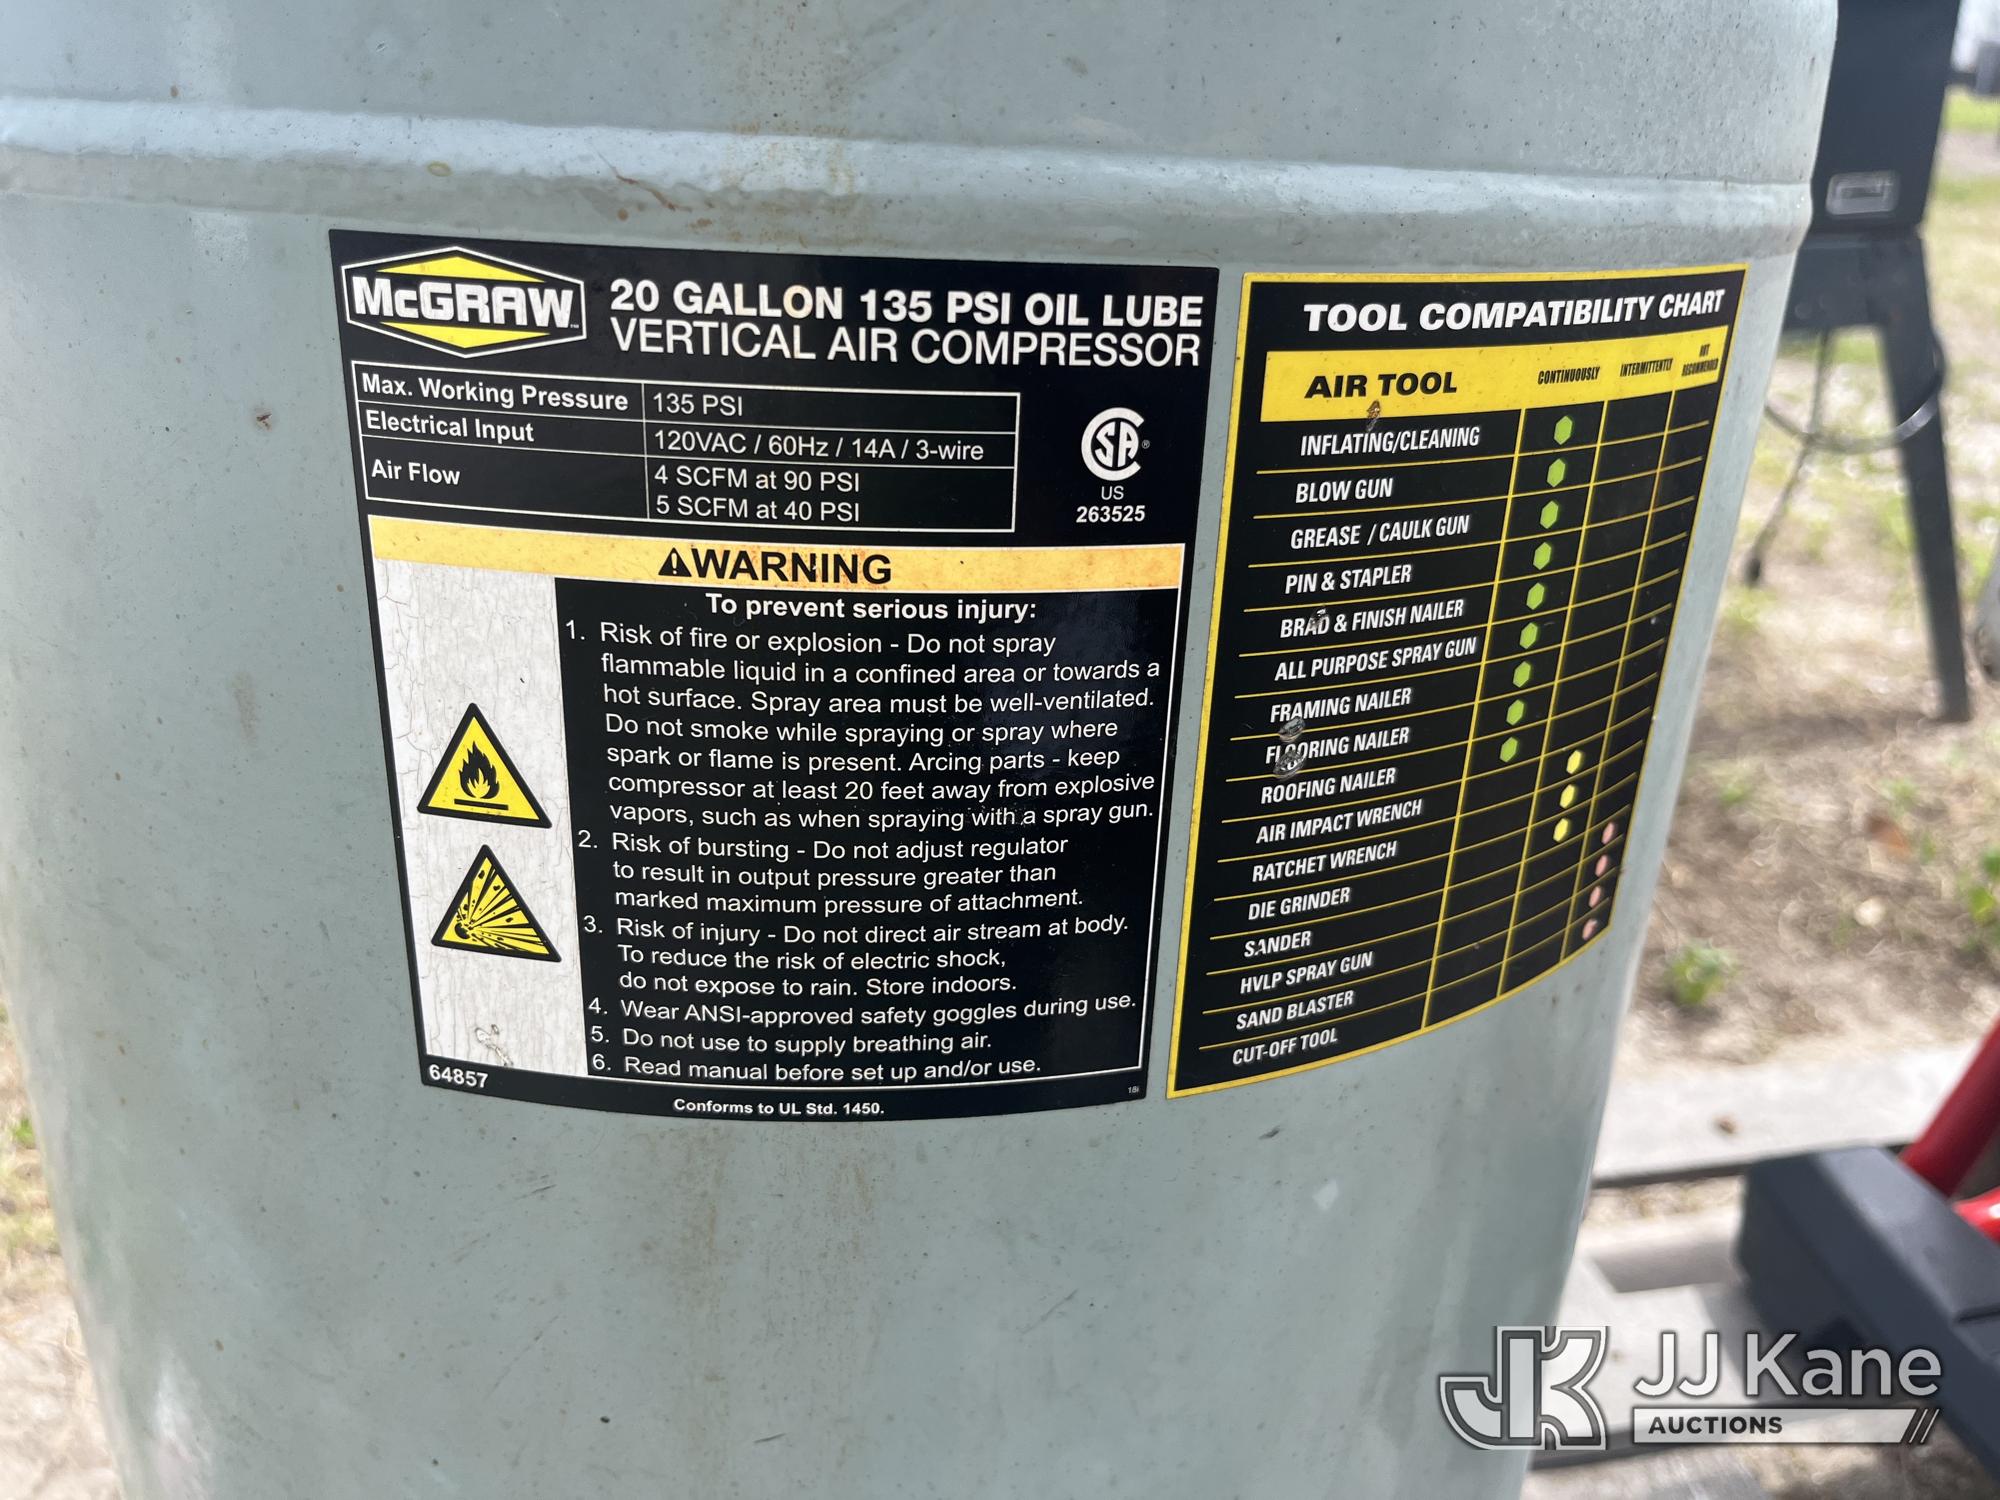 McGRAW
20 GALLON 135 PSI OIL LUBE
VERTICAL AIR COMPRESSOR
Max. Working Pressure 135 PSI
Electrical Input 120VAC / 60Hz / 14A / 3-wire
Air Flow 4 SCFM at 90 PSI
5 SCFM at 40 PSI
SA ®
US
263525
WARNING
To prevent serious injury:
1. Risk of fire or explosion - Do not spray
flammable liquid in a confined area or towards a
hot surface. Spray area must be well-ventilated.
Do not smoke while spraying or spray where
spark or flame is present. Arcing parts - keep
compressor at least 20 feet away from explosive
vapors, such as when spraying with a spray gun.
2. Risk of bursting - Do not adjust regulator
to result in output pressure greater than
marked maximum pressure of attachment.
3. Risk of injury - Do not direct air stream at body.
To reduce the risk of electric shock,
do not expose to rain. Store indoors.
4. Wear ANSI-approved safety goggles during use.
5. Do not use to supply breathing air.
6. Read manual before set up and/or use.
64857
18i
Conforms to UL Std. 1450.
TOOL COMPATIBILITY CHART
AIR TOOL CONTINUOUSLY INTERMITTENTLY NOT RECOMMENDED
INFLATING/CLEANING
BLOW GUN
GREASE / CAULK GUN
PIN & STAPLER
BRAD & FINISH NAILER
ALL PURPOSE SPRAY GUN
FRAMING NAILER
FLOORING NAILER
ROOFING NAILER
AIR IMPACT WRENCH
RATCHET WRENCH
DIE GRINDER
SANDER
HVLP SPRAY GUN
SAND BLASTER
CUT-OFF TOOL
JK JJ Kane
AUCTIONS